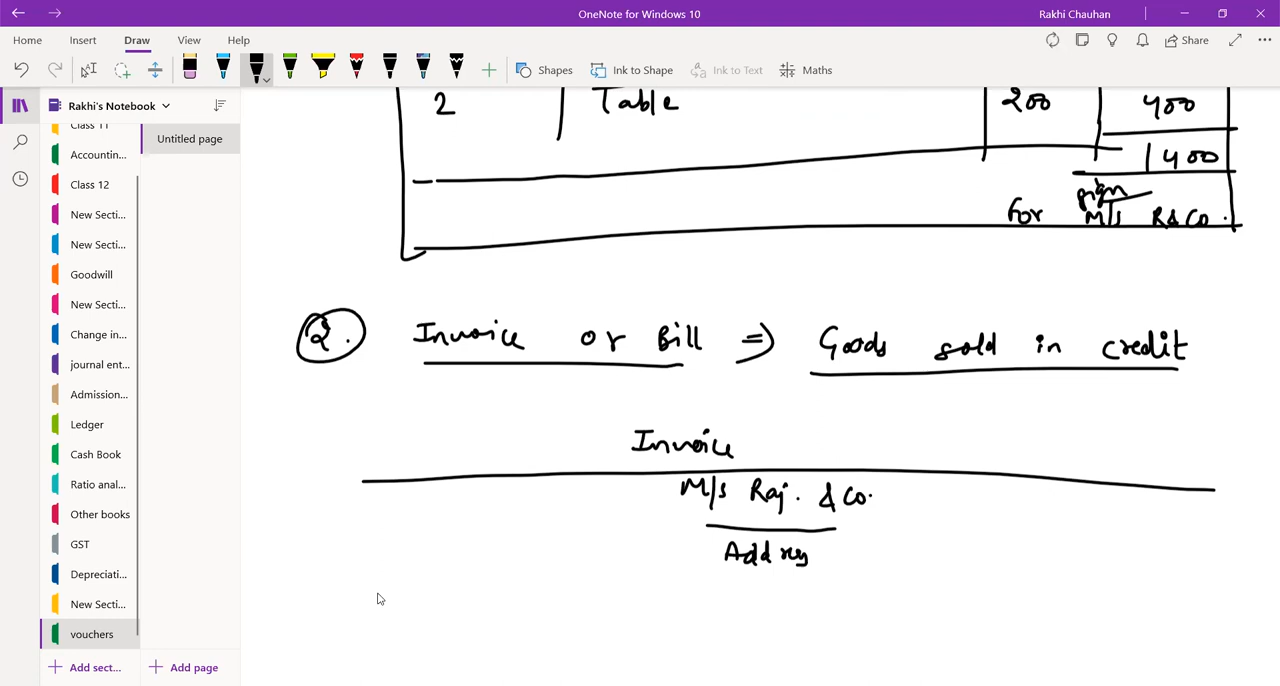 OneNote for Windows 10
Rakhi Chauhan
Home Insert Draw View Help
Share
Shapes Ink to Shape Ink to Text Maths
Rakhi's Notebook
Class 11
Accountin...
Class 12
New Secti...
New Secti...
Goodwill
New Secti...
Change in...
journal ent...
Admission...
Ledger
Cash Book
Ratio anal...
Other books
GST
Depreciati...
New Secti...
vouchers
Add sect...
Untitled page
Add page
2 Table 200 400
1400
sign
For M/s R&Co.
2. Invoice or Bill => Goods sold in credit
Invoice
M/s Raj. & Co.
Address